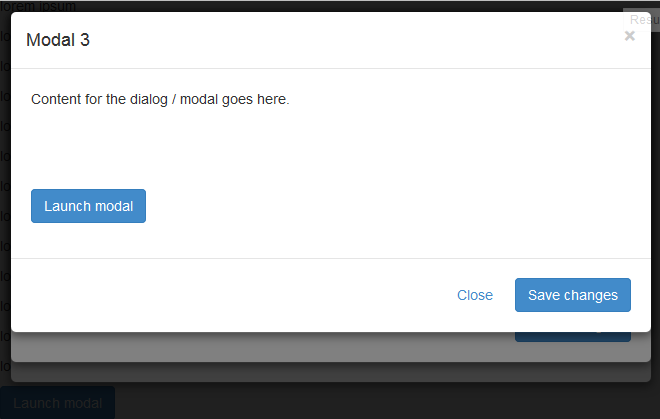 lorem ipsum
Resu
Modal 3
×
Content for the dialog / modal goes here.
Launch modal
Close
Save changes
Launch modal